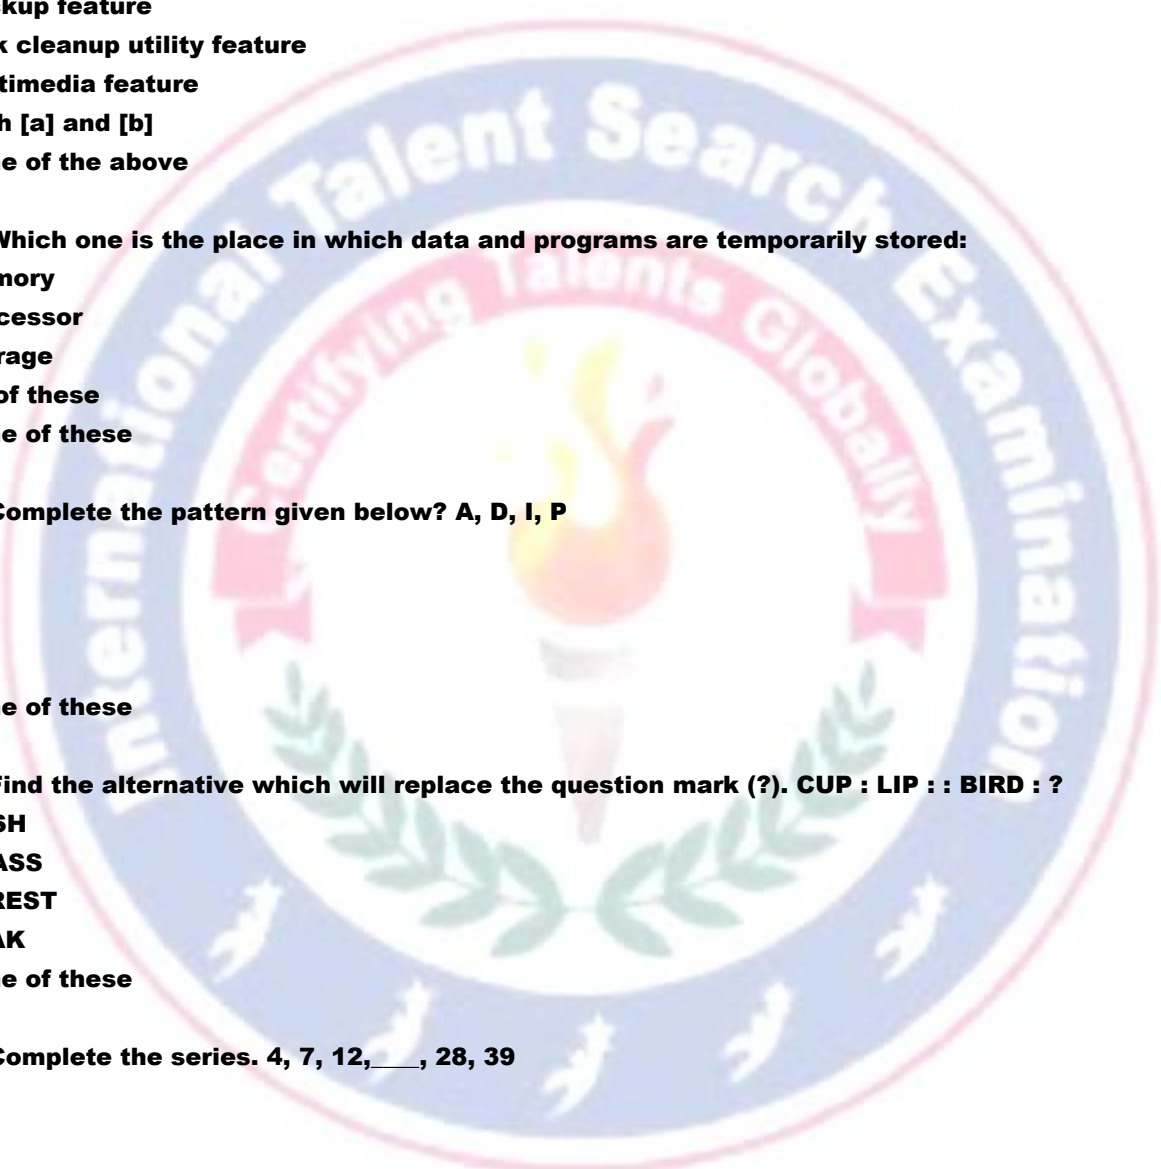 kup feature
k cleanup utility feature
timedia feature
h [a] and [b]
e of the above
Which one is the place in which data and programs are temporarily stored:
mory
cessor
rage
of these
e of these
Complete the pattern given below? A, D, I, P
e of these
Find the alternative which will replace the question mark (?). CUP : LIP : : BIRD : ?
SH
ASS
REST
AK
e of these
Complete the series. 4, 7, 12,____, 28, 39
International Talent Search Examination
Certifying Talents Globally